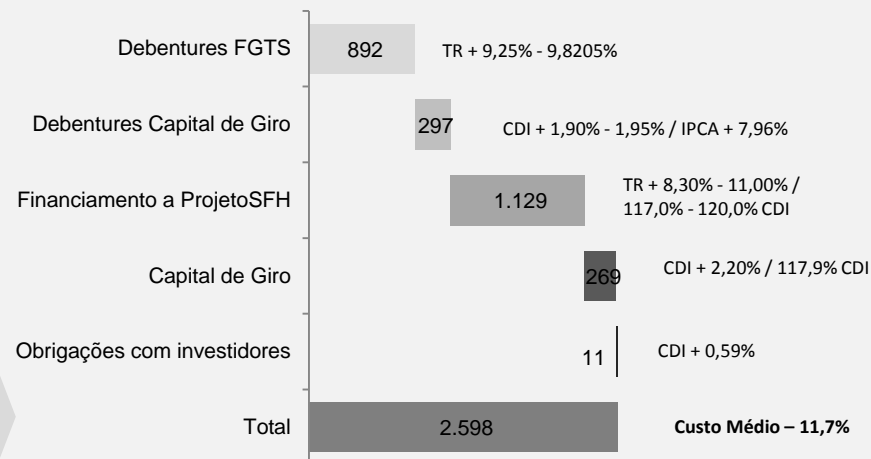 Debentures FGTS
892
TR + 9,25% - 9,8205%
Debentures Capital de Giro
297
CDI + 1,90% - 1,95% / IPCA + 7,96%
Financiamento a ProjetoSFH
1.129
TR + 8,30% - 11,00% /
117,0% - 120,0% CDI
Capital de Giro
269
CDI + 2,20% / 117,9% CDI
Obrigações com investidores
11
CDI + 0,59%
Total
2.598
Custo Médio – 11,7%